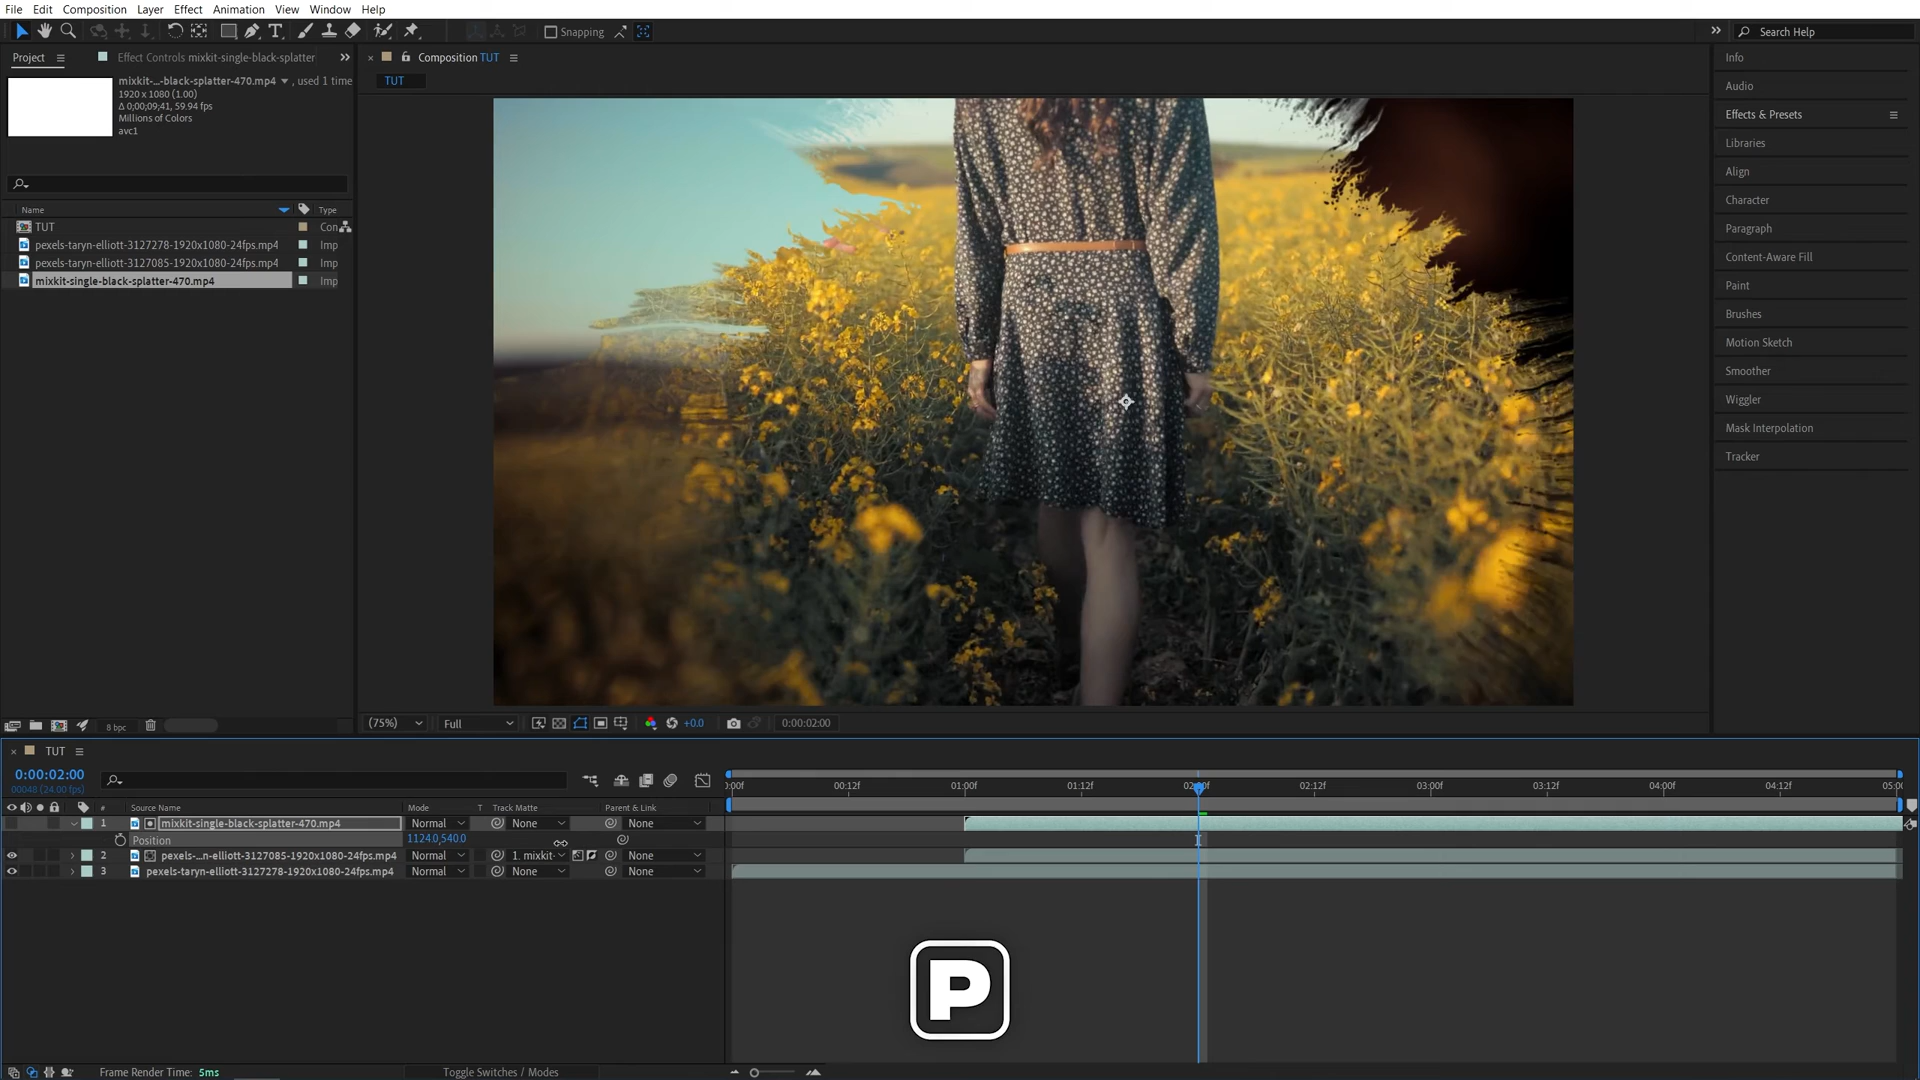 File Edit Composition Layer Effect Animation View Window Help
Snapping
Search Help
Project
Effect Controls mixkit-single-black-splatter
Composition TUT
TUT
mixkit-...-black-splatter-470.mp4 , used 1 time
1920 x 1080 (1.00)
Δ 0;00;09;41, 59.94 fps
Millions of Colors
avc1
Name Type
TUT Con
pexels-taryn-elliott-3127278-1920x1080-24fps.mp4 Imp
pexels-taryn-elliott-3127085-1920x1080-24fps.mp4 Imp
mixkit-single-black-splatter-470.mp4 Imp
8 bpc
(75%) Full +0.0 0:00:02:00
Info
Audio
Effects & Presets
Libraries
Align
Character
Paragraph
Content-Aware Fill
Paint
Brushes
Motion Sketch
Smoother
Wiggler
Mask Interpolation
Tracker
TUT
0:00:02:00
00048 (24.00 fps)
:00f 00:12f 01:00f 01:12f 02:00f 02:12f 03:00f 03:12f 04:00f 04:12f 05:00
# Source Name Mode T Track Matte Parent & Link
1 mixkit-single-black-splatter-470.mp4 Normal None None
Position 1124.0,540.0
2 pexels-...n-elliott-3127085-1920x1080-24fps.mp4 Normal 1. mixkit- None
3 pexels-taryn-elliott-3127278-1920x1080-24fps.mp4 Normal None None
P
Frame Render Time: 5ms
Toggle Switches / Modes